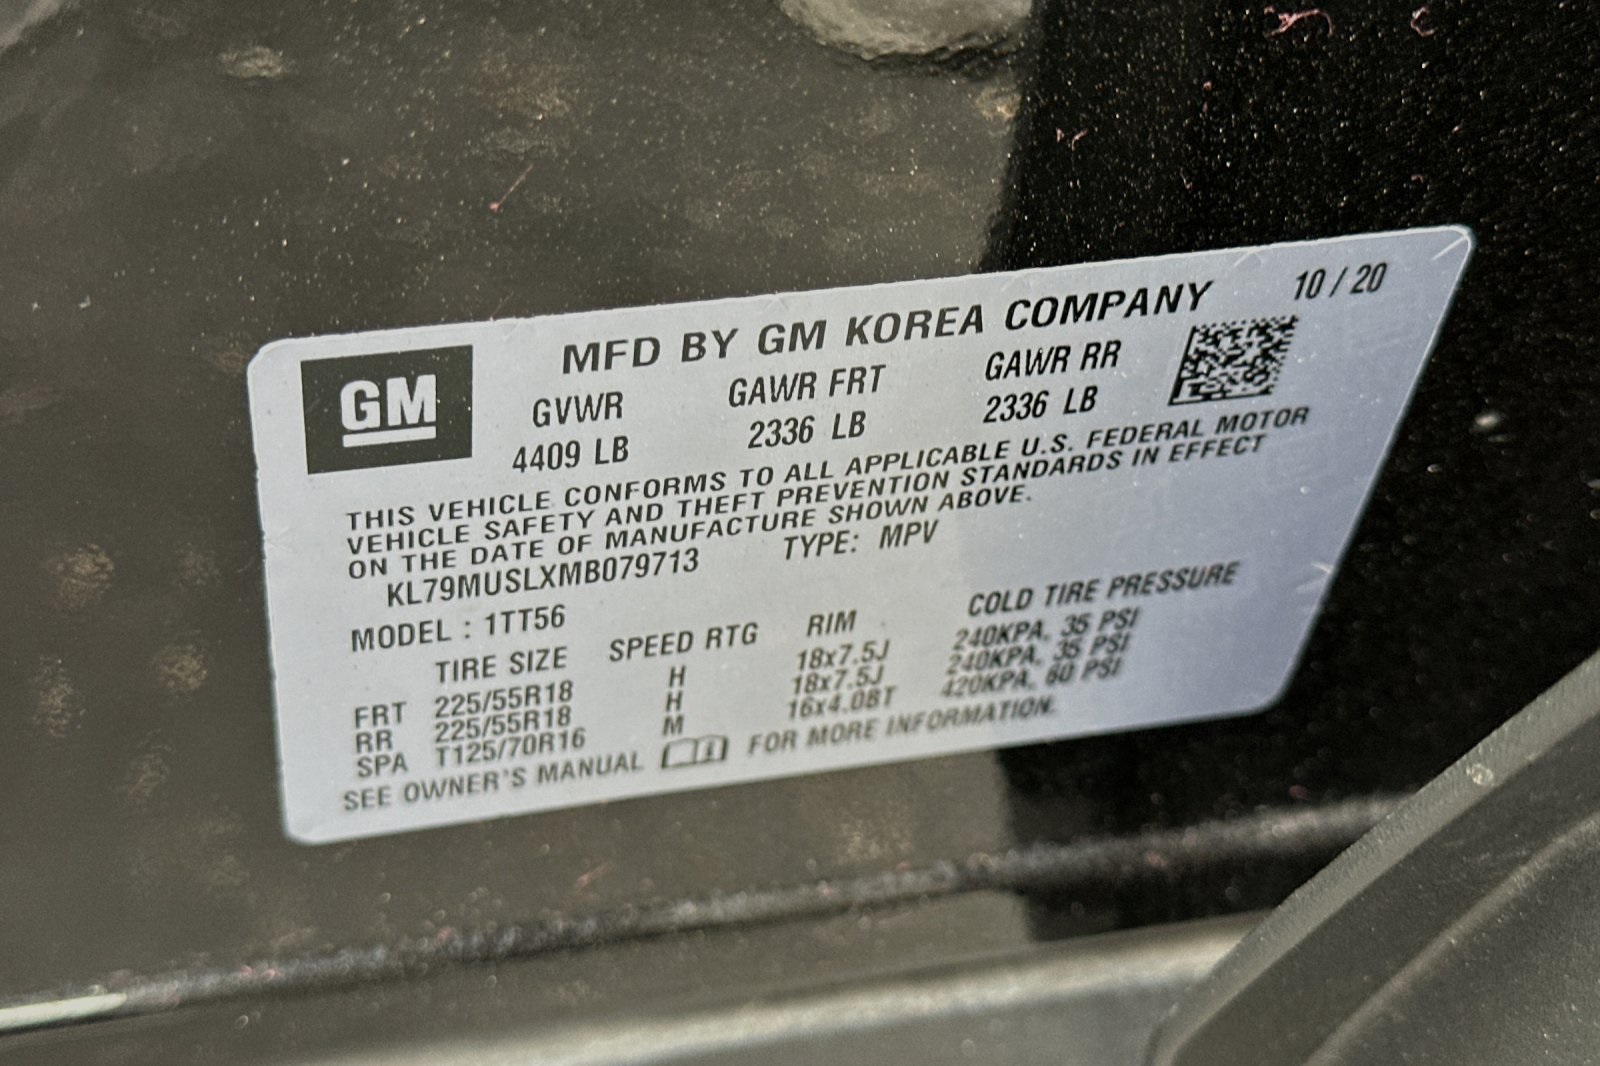 MFD BY GM KOREA COMPANY 10 / 20
GM
GVWR GAWR FRT GAWR RR
4409 LB 2336 LB 2336 LB
THIS VEHICLE CONFORMS TO ALL APPLICABLE U.S. FEDERAL MOTOR
VEHICLE SAFETY AND THEFT PREVENTION STANDARDS IN EFFECT
ON THE DATE OF MANUFACTURE SHOWN ABOVE.
KL79MUSLXMB079713 TYPE: MPV
MODEL : 1TT56
TIRE SIZE SPEED RTG RIM COLD TIRE PRESSURE
FRT 225/55R18 H 18x7.5J 240KPA, 35 PSI
RR 225/55R18 H 18x7.5J 240KPA, 35 PSI
SPA T125/70R16 M 16x4.0BT 420KPA, 60 PSI
SEE OWNER'S MANUAL FOR MORE INFORMATION.